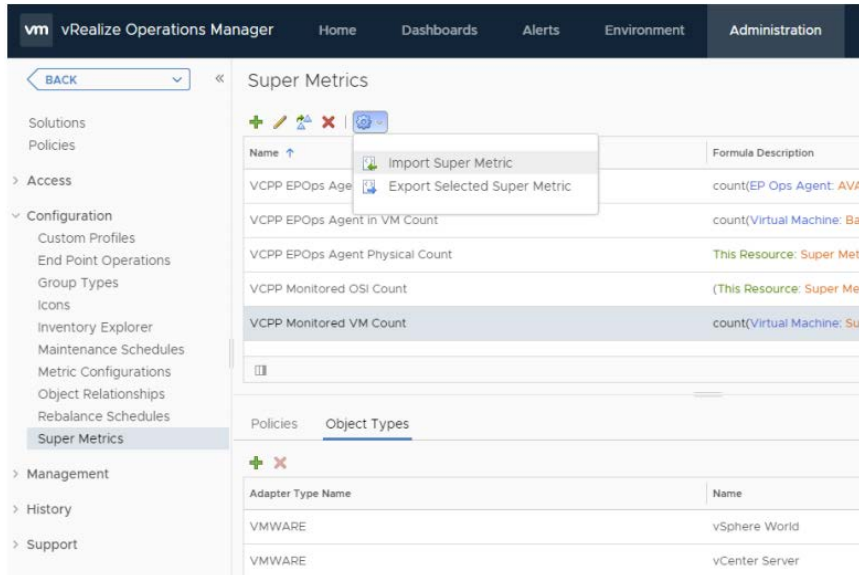 vm vRealize Operations Manager Home Dashboards Alerts Environment Administration
BACK
Solutions
Policies
Access
Configuration
Custom Profiles
End Point Operations
Group Types
Icons
Inventory Explorer
Maintenance Schedules
Metric Configurations
Object Relationships
Rebalance Schedules
Super Metrics
Management
History
Support
Super Metrics
Import Super Metric
Export Selected Super Metric
Name Formula Description
VCPP EPOps Age count(EP Ops Agent: AVA
VCPP EPOps Agent in VM Count count(Virtual Machine: Ba
VCPP EPOps Agent Physical Count This Resource: Super Met
VCPP Monitored OSI Count (This Resource: Super Me
VCPP Monitored VM Count count(Virtual Machine: Su
Policies Object Types
Adapter Type Name Name
VMWARE vSphere World
VMWARE vCenter Server